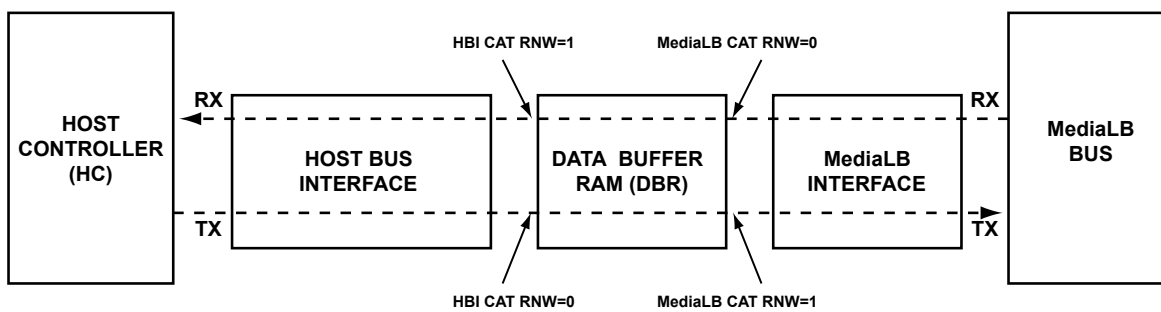 HBI CAT RNW=1
MediaLB CAT RNW=0
RX
RX
HOST
CONTROLLER
(HC)
HOST BUS
INTERFACE
DATA BUFFER
RAM (DBR)
MediaLB
INTERFACE
MediaLB
BUS
TX
TX
HBI CAT RNW=0
MediaLB CAT RNW=1